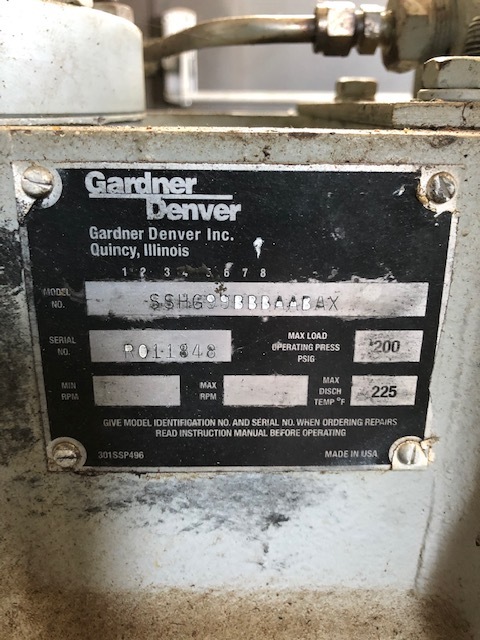 Gardner
Denver
Gardner Denver Inc.
Quincy, Illinois
1 2 3 4 5 6 7 8
MODEL NO. SSHG99BBBAABAX
SERIAL NO. R011848
MAX LOAD OPERATING PRESS PSIG 200
MIN RPM
MAX RPM
MAX DISCH TEMP °F 225
GIVE MODEL IDENTIFICATION NO. AND SERIAL NO. WHEN ORDERING REPAIRS
READ INSTRUCTION MANUAL BEFORE OPERATING
301SSP496 MADE IN USA